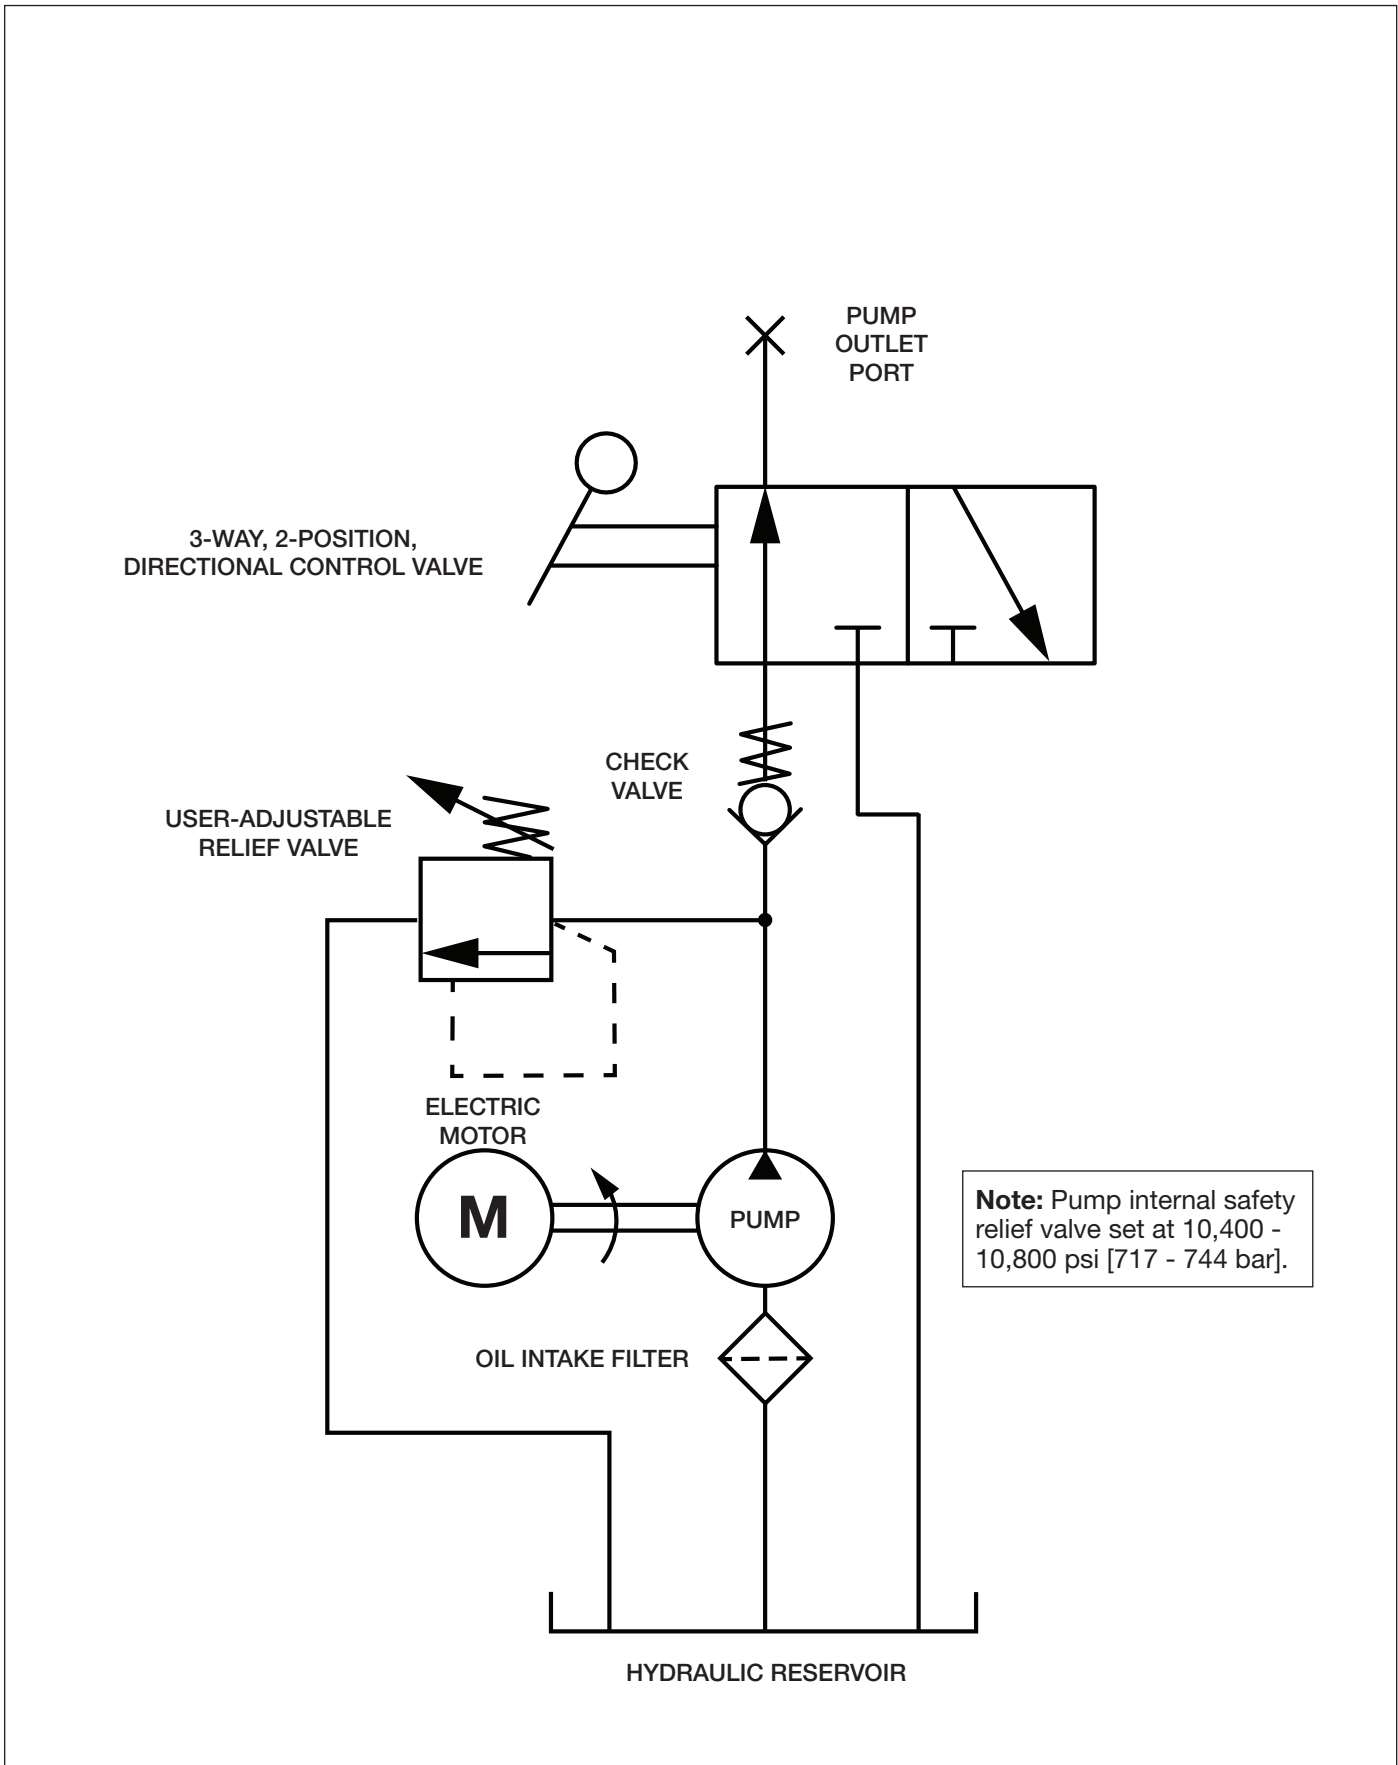 PUMP
OUTLET
PORT
3-WAY, 2-POSITION,
DIRECTIONAL CONTROL VALVE
CHECK
VALVE
USER-ADJUSTABLE
RELIEF VALVE
ELECTRIC
MOTOR
M
PUMP
Note: Pump internal safety
relief valve set at 10,400 -
10,800 psi [717 - 744 bar].
OIL INTAKE FILTER
HYDRAULIC RESERVOIR